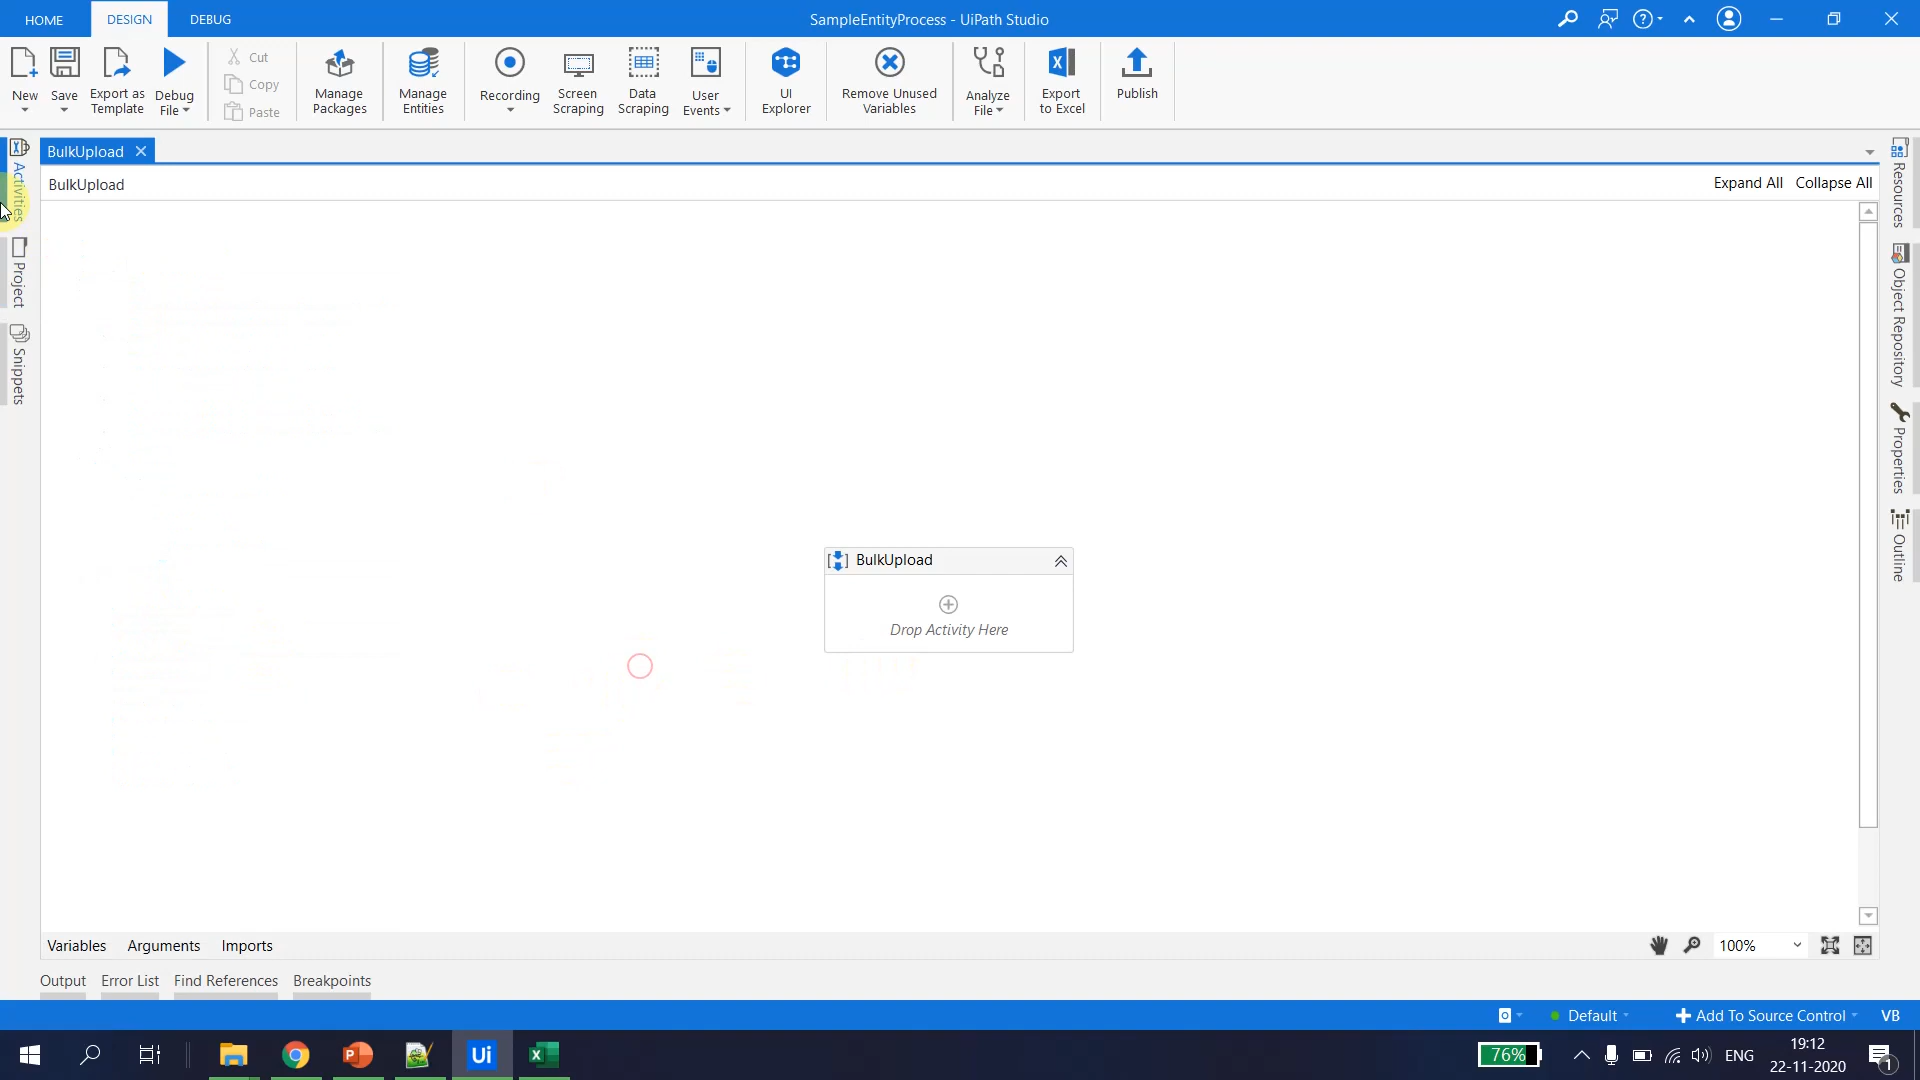 HOME
DESIGN
DEBUG
SampleEntityProcess - UiPath Studio
New
Save
Export as
Template
Debug
File
Cut
Copy
Paste
Manage
Packages
Manage
Entities
Recording
Screen
Scraping
Data
Scraping
User
Events
UI
Explorer
Remove Unused
Variables
Analyze
File
Export
to Excel
Publish
Activities
Project
Snippets
BulkUpload
BulkUpload
Expand All
Collapse All
BulkUpload
Drop Activity Here
Resources
Object Repository
Properties
Outline
Variables
Arguments
Imports
100%
Output
Error List
Find References
Breakpoints
Default
Add To Source Control
VB
Ui
76%
ENG
19:12
22-11-2020
1